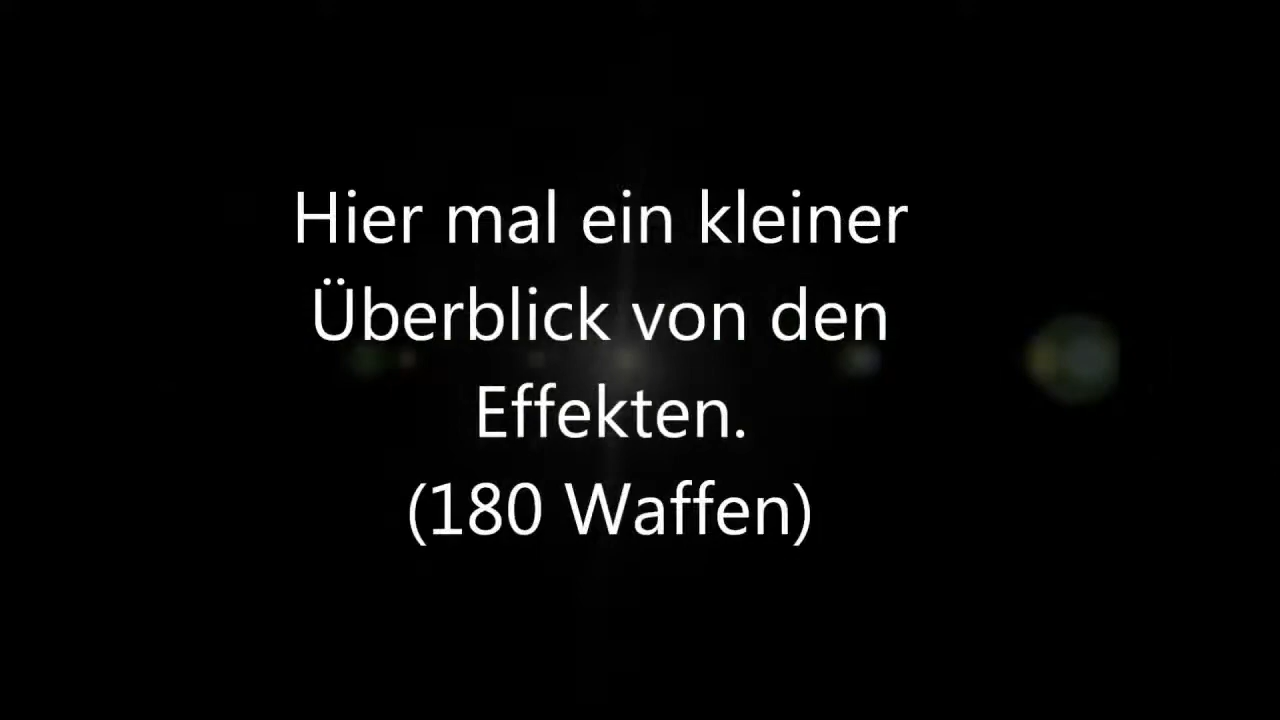 Hier mal ein kleiner
Überblick von den
Effekten.
(180 Waffen)